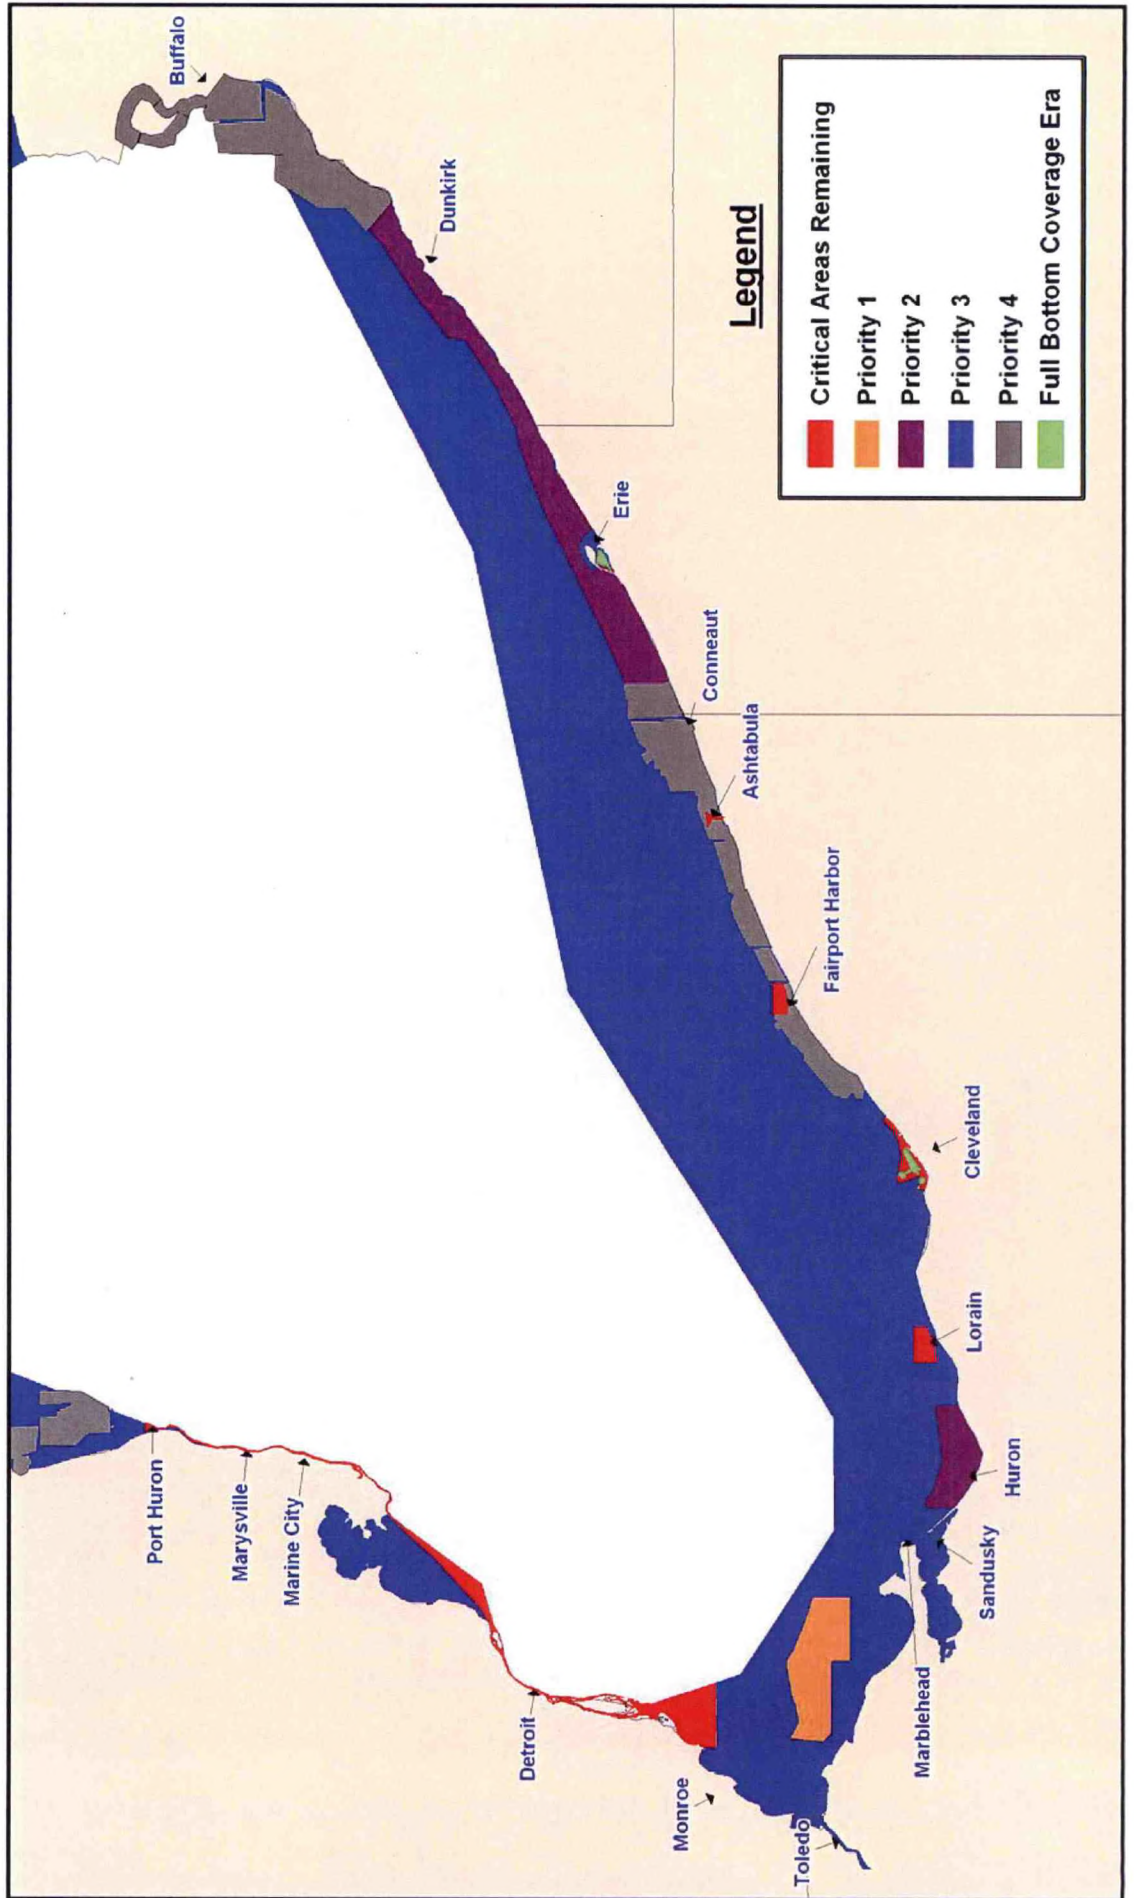 Buffalo
Dunkirk
Erie
Conneaut
Ashtabula
Fairport Harbor
Cleveland
Lorain
Huron
Sandusky
Marblehead
Toledo
Monroe
Detroit
Marine City
Marysville
Port Huron
Legend
Critical Areas Remaining
Priority 1
Priority 2
Priority 3
Priority 4
Full Bottom Coverage Era